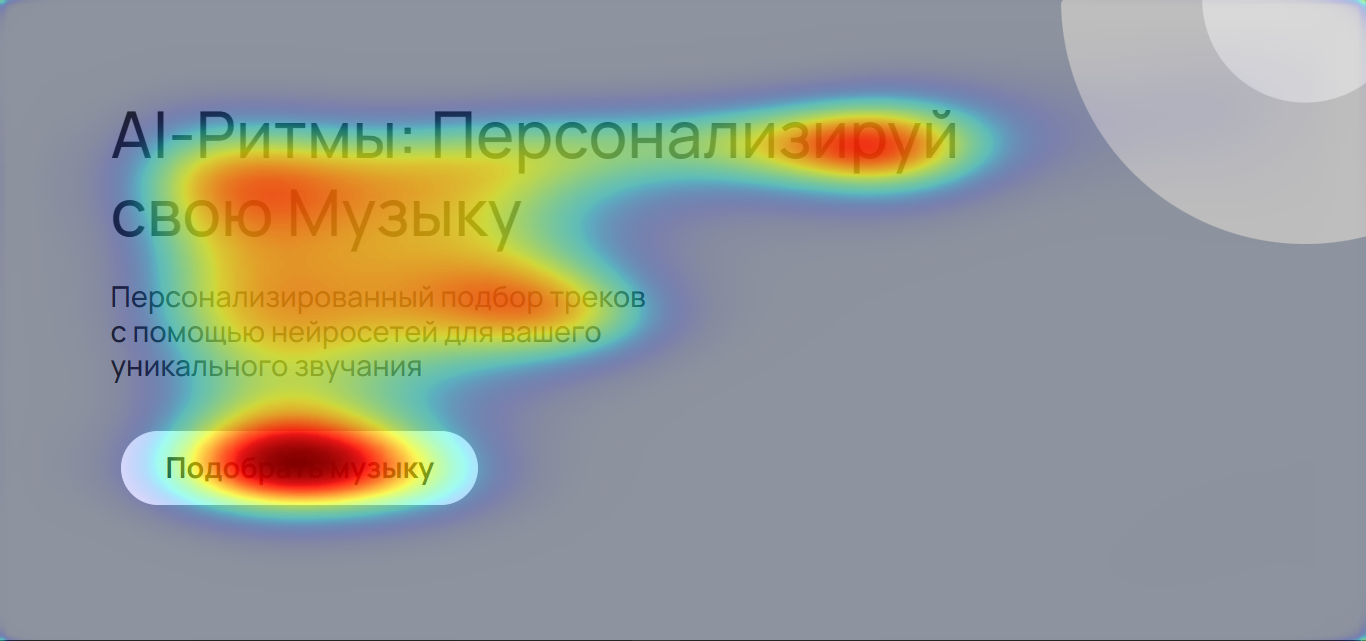 AI-Ритмы: Персонализируй
свою Музыку
Персонализированный подбор треков
с помощью нейросетей для вашего
уникального звучания
Подобрать музыку